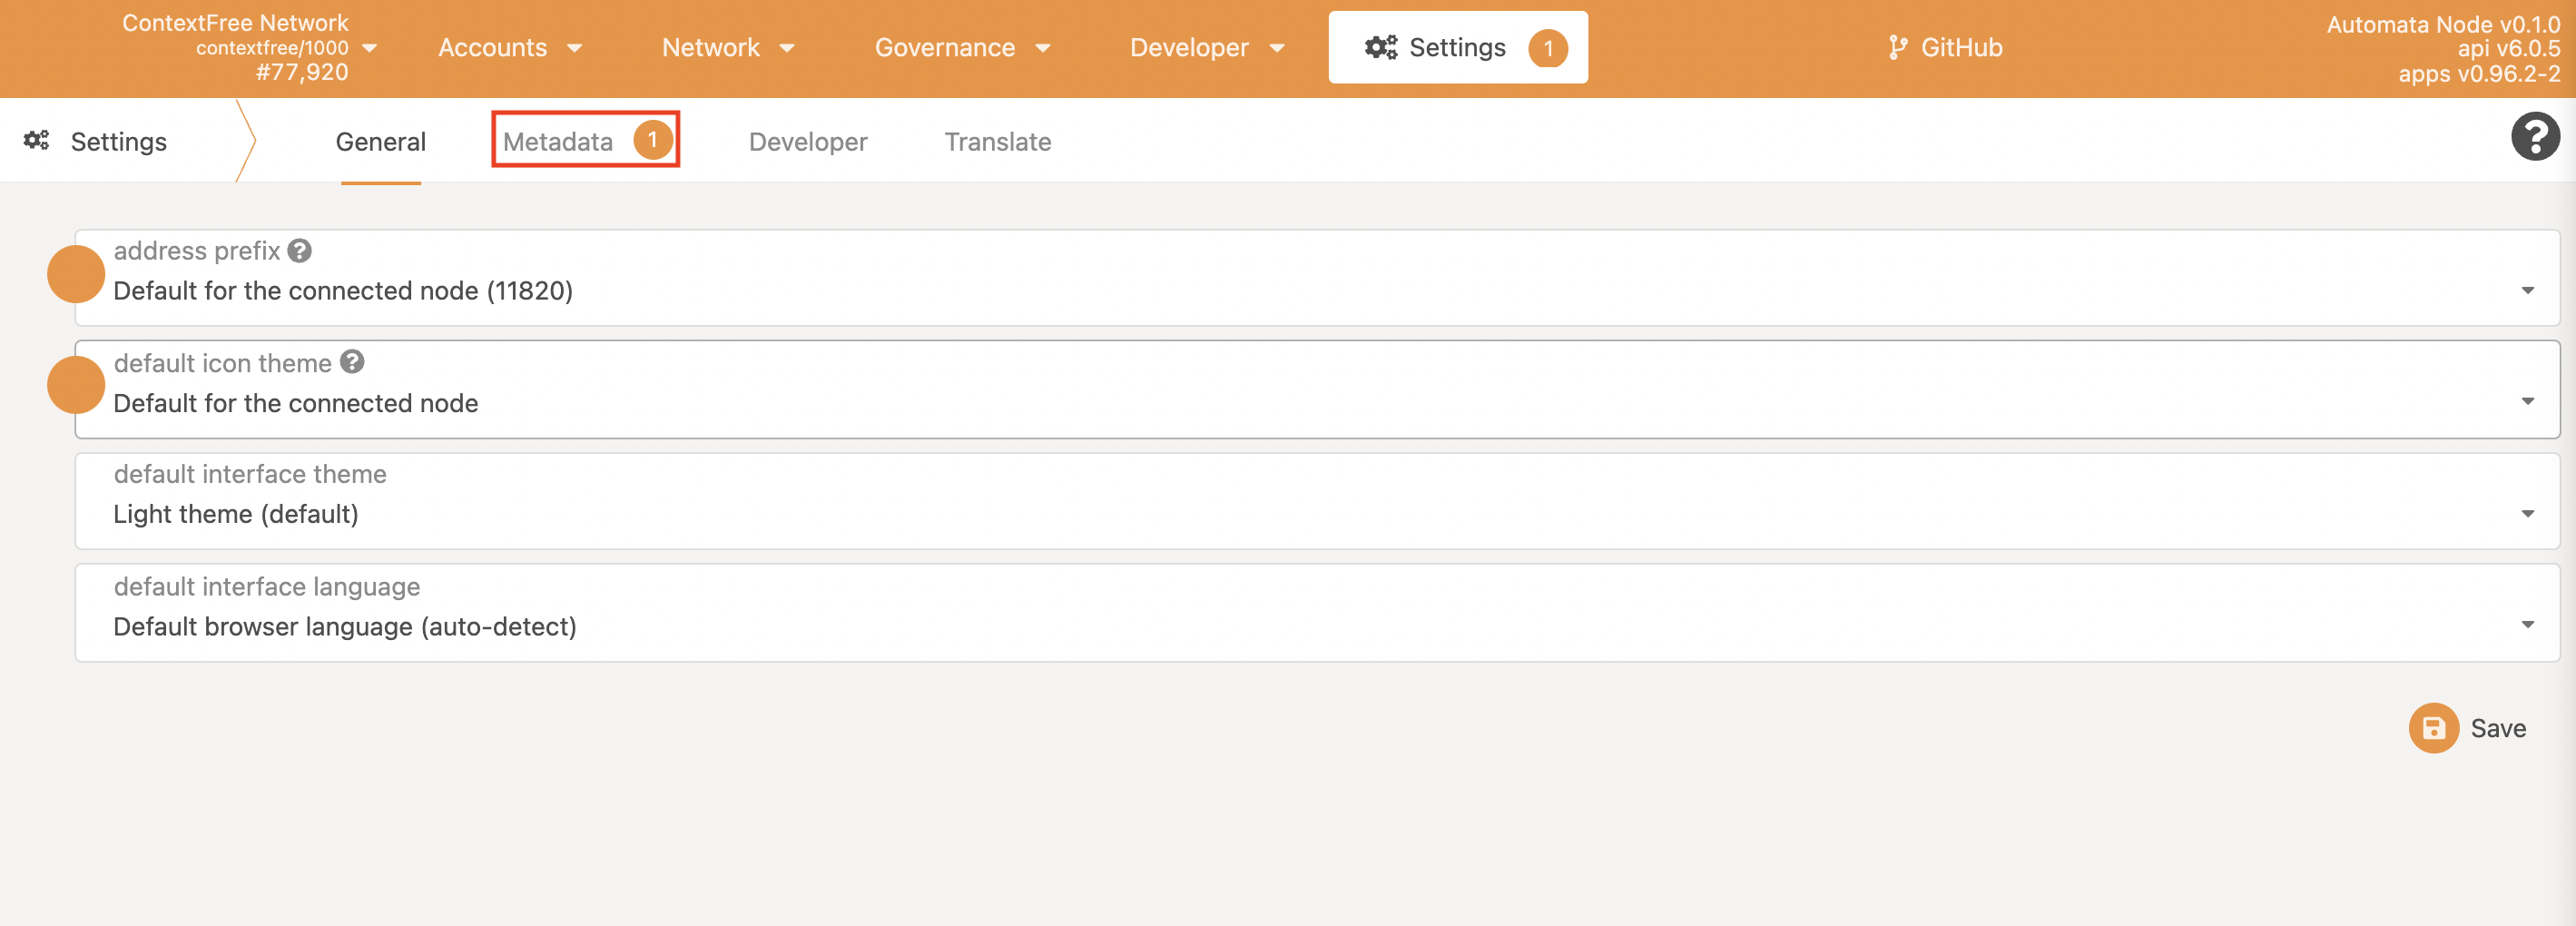 ContextFree Network
contextfree/1000
#77,920
Accounts
Network
Governance
Developer
Settings 1
GitHub
Automata Node v0.1.0
api v6.0.5
apps v0.96.2-2
Settings
General
Metadata 1
Developer
Translate
?
address prefix ?
Default for the connected node (11820)
default icon theme ?
Default for the connected node
default interface theme
Light theme (default)
default interface language
Default browser language (auto-detect)
Save